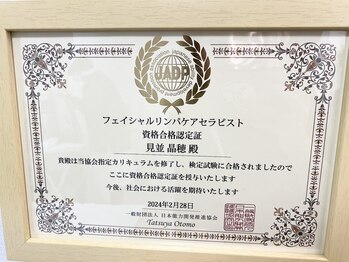 JADP
フェイシャルリンパケアセラピスト
資格合格認定証
見並 晶穂 殿
貴殿は当協会指定カリキュラムを修了し、検定試験に合格されましたので
ここに資格合格認定証を授与いたします
今後、社会における活躍を期待いたします
2024年2月28日
一般財団法人 日本能力開発推進協会
Tatsuya Otomo